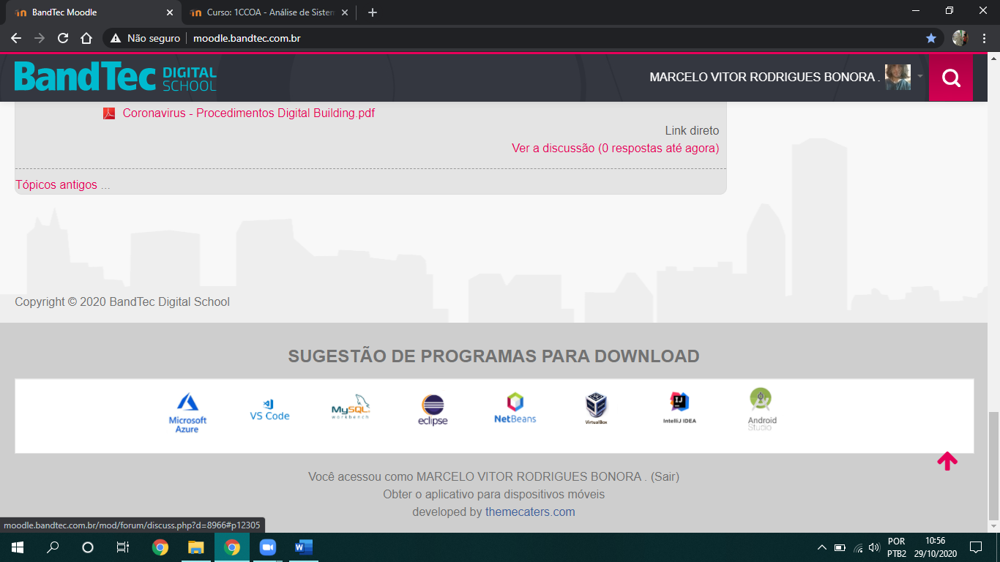 BandTec Moodle
Curso: 1CCOA - Análise de Sistem
Não seguro
moodle.bandtec.com.br
BandTec DIGITAL SCHOOL
MARCELO VITOR RODRIGUES BONORA .
Coronavirus - Procedimentos Digital Building.pdf
Link direto
Ver a discussão (0 respostas até agora)
Tópicos antigos ...
Copyright © 2020 BandTec Digital School
SUGESTÃO DE PROGRAMAS PARA DOWNLOAD
Microsoft Azure
VS Code
MySQL workbench
eclipse
NetBeans
VirtualBox
IJ
IntelliJ IDEA
Android Studio
Você acessou como MARCELO VITOR RODRIGUES BONORA . (Sair)
Obter o aplicativo para dispositivos móveis
developed by themecaters.com
moodle.bandtec.com.br/mod/forum/discuss.php?d=8966#p12305
POR
PTB2
10:56
29/10/2020